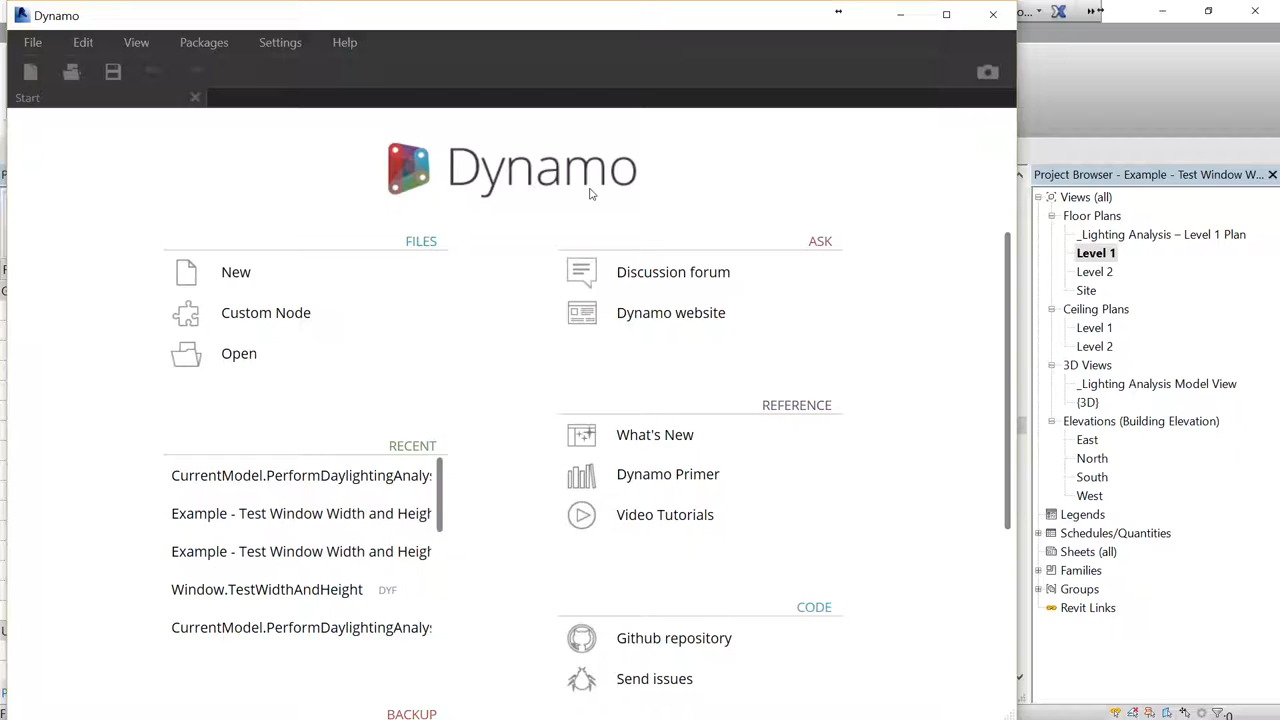 Dynamo
File Edit View Packages Settings Help
Start
Dynamo
FILES
New
Custom Node
Open
RECENT
CurrentModel.PerformDaylightingAnaly
Example - Test Window Width and Heigh
Example - Test Window Width and Heigh
Window.TestWidthAndHeight DYF
CurrentModel.PerformDaylightingAnaly
BACKUP
ASK
Discussion forum
Dynamo website
REFERENCE
What's New
Dynamo Primer
Video Tutorials
CODE
Github repository
Send issues
Project Browser - Example - Test Window W...
Views (all)
Floor Plans
_Lighting Analysis – Level 1 Plan
Level 1
Level 2
Site
Ceiling Plans
Level 1
Level 2
3D Views
_Lighting Analysis Model View
{3D}
Elevations (Building Elevation)
East
North
South
West
Legends
Schedules/Quantities
Sheets (all)
Families
Groups
Revit Links
:0